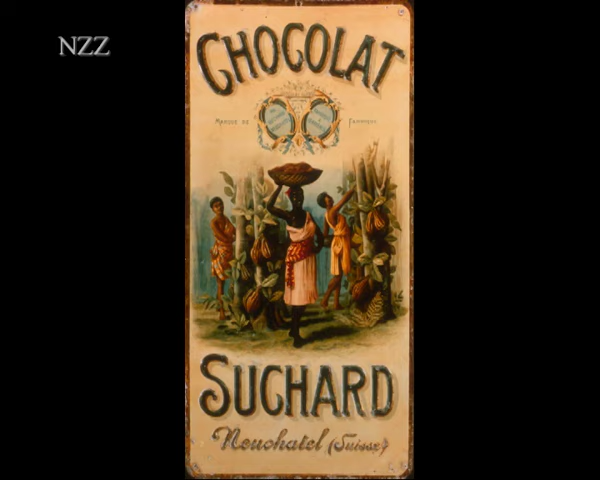 NZZ
CHOCOLAT
MARQUE DE FABRIQUE
SUCHARD
Neuchatel (Suisse)